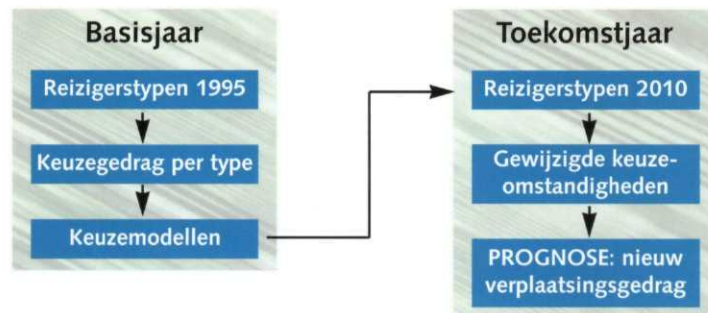 Basisjaar
Reizigerstypen 1995
Keuzegedrag per type
Keuzemodellen
Toekomstjaar
Reizigerstypen 2010
Gewijzigde keuze-
omstandigheden
PROGNOSE: nieuw
verplaatsingsgedrag